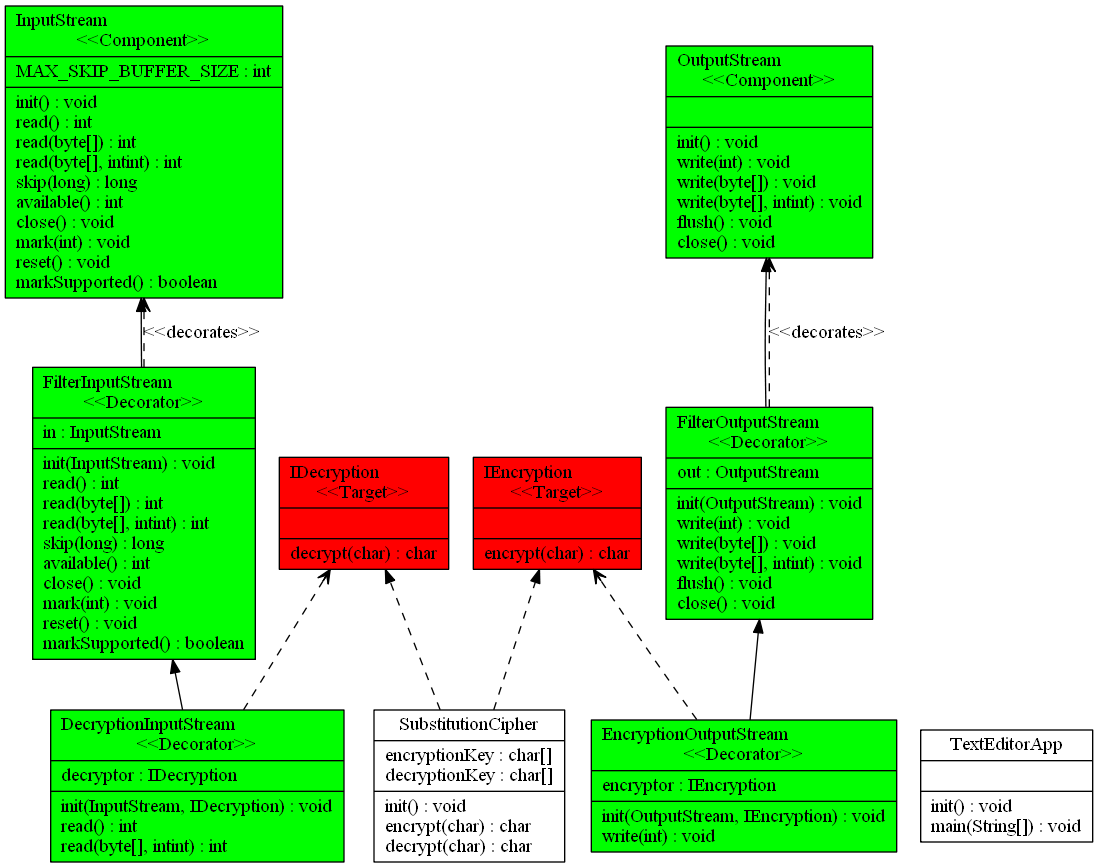 InputStream
<<Component>>
MAX_SKIP_BUFFER_SIZE : int
init() : void
read() : int
read(byte[]) : int
read(byte[], intint) : int
skip(long) : long
available() : int
close() : void
mark(int) : void
reset() : void
markSupported() : boolean
OutputStream
<<Component>>
init() : void
write(int) : void
write(byte[]) : void
write(byte[], intint) : void
flush() : void
close() : void
<<decorates>>
<<decorates>>
FilterInputStream
<<Decorator>>
in : InputStream
init(InputStream) : void
read() : int
read(byte[]) : int
read(byte[], intint) : int
skip(long) : long
available() : int
close() : void
mark(int) : void
reset() : void
markSupported() : boolean
IDecryption
<<Target>>
decrypt(char) : char
IEncryption
<<Target>>
encrypt(char) : char
FilterOutputStream
<<Decorator>>
out : OutputStream
init(OutputStream) : void
write(int) : void
write(byte[]) : void
write(byte[], intint) : void
flush() : void
close() : void
DecryptionInputStream
<<Decorator>>
decryptor : IDecryption
init(InputStream, IDecryption) : void
read() : int
read(byte[], intint) : int
SubstitutionCipher
encryptionKey : char[]
decryptionKey : char[]
init() : void
encrypt(char) : char
decrypt(char) : char
EncryptionOutputStream
<<Decorator>>
encryptor : IEncryption
init(OutputStream, IEncryption) : void
write(int) : void
TextEditorApp
init() : void
main(String[]) : void